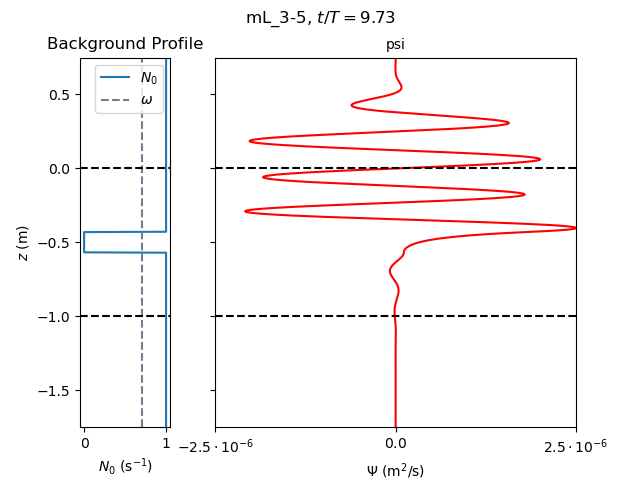 mL_3-5, t/T = 9.73
Background Profile
psi
N₀
ω
0.5
0.0
−0.5
−1.0
−1.5
z (m)
0 1
N₀ (s⁻¹)
−2.5 · 10⁻⁶ 0.0 2.5 · 10⁻⁶
Ψ (m²/s)